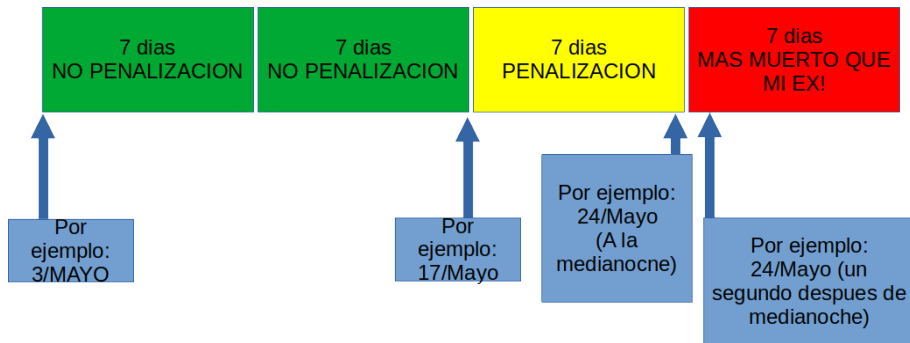 7 dias
NO PENALIZACION
7 dias
NO PENALIZACION
7 dias
PENALIZACION
7 dias
MAS MUERTO QUE
MI EX!
Por
ejemplo:
3/MAYO
Por
ejemplo:
17/Mayo
Por ejemplo:
24/Mayo
(A la
medianocne)
Por ejemplo:
24/Mayo (un
segundo despues de
medianoche)